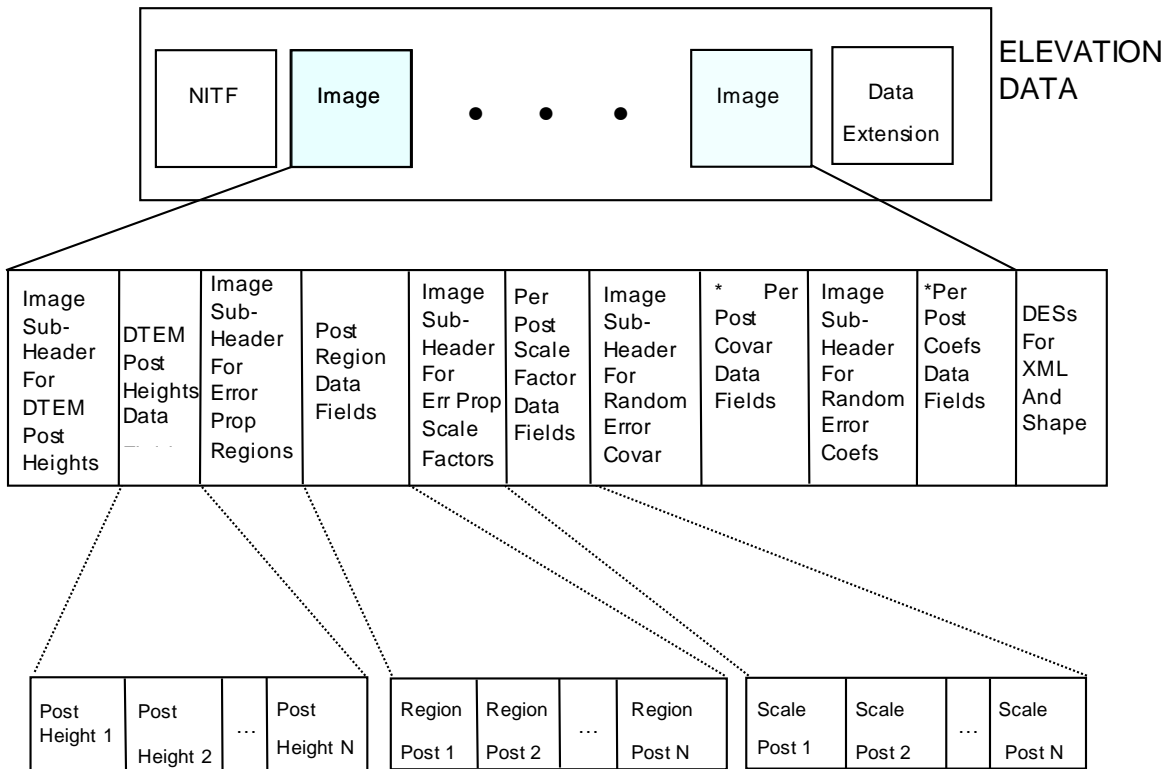 ELEVATION
DATA
NITF
Image
• • •
Image
Data
Extension
Image
Sub-
Header
For
DTEM
Post
Heights
DTEM
Post
Heights
Data
Image
Sub-
Header
For
Error
Prop
Regions
Post
Region
Data
Fields
Image
Sub-
Header
For
Err Prop
Scale
Factors
Per
Post
Scale
Factor
Data
Fields
Image
Sub-
Header
For
Random
Error
Covar
* Per
Post
Covar
Data
Fields
Image
Sub-
Header
For
Random
Error
Coefs
*Per
Post
Coefs
Data
Fields
DESs
For
XML
And
Shape
Post
Height 1
Post
Height 2
...
Post
Height N
Region
Post 1
Region
Post 2
...
Region
Post N
Scale
Post 1
Scale
Post 2
...
Scale
Post N